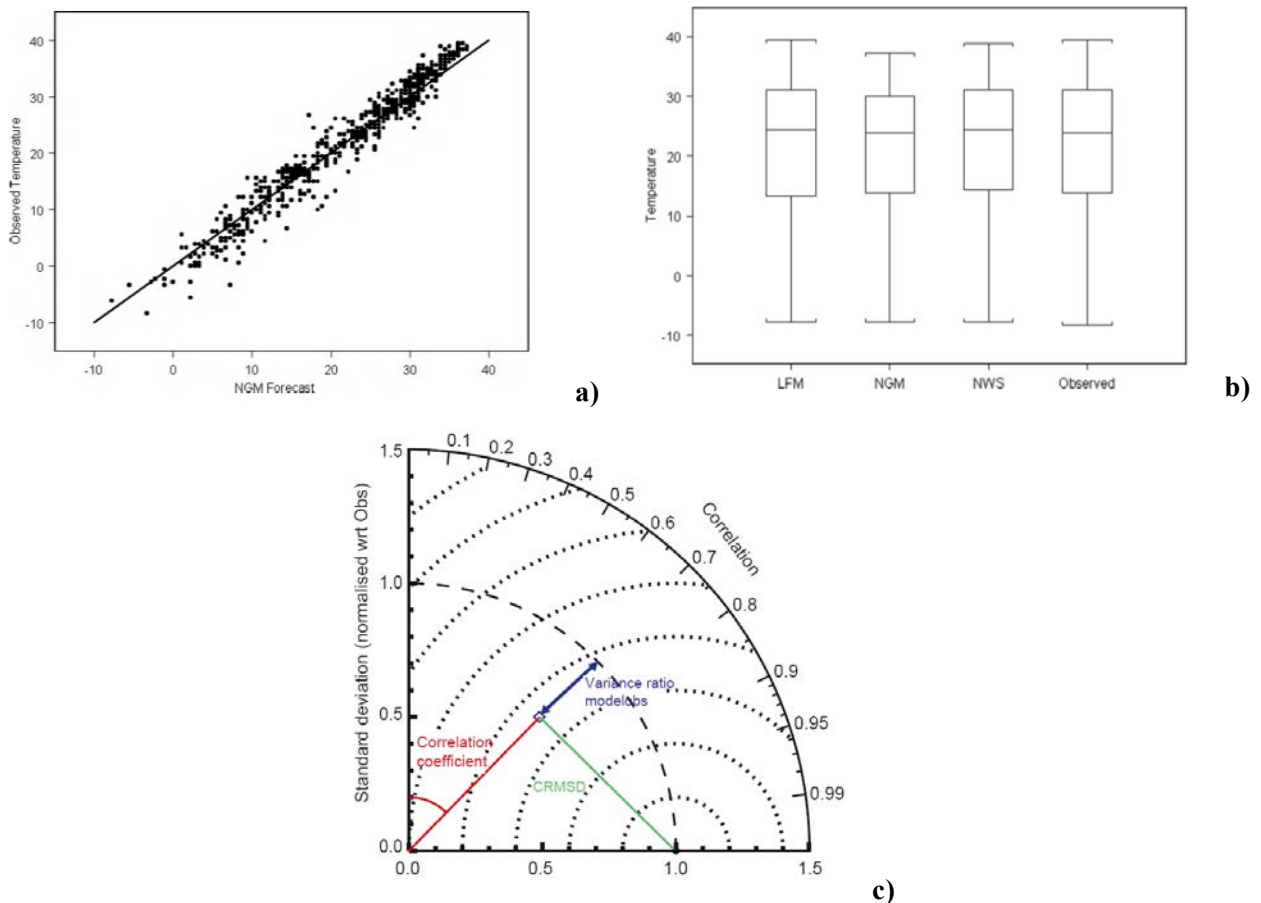 40
30
20
10
0
-10
Observed Temperature
-10 0 10 20 30 40
NGM Forecast
a)
40
30
20
10
0
-10
Temperature
LFM NGM NWS Observed
b)
1.5
1.0
0.5
0.0
Standard deviation (normalised wrt Obs)
0.1
0.2
0.3
0.4
0.5
0.6
0.7
0.8
0.9
0.95
0.99
Correlation
Variance ratio
modelobs
Correlation
coefficient
CRMSD
0.0 0.5 1.0 1.5
c)